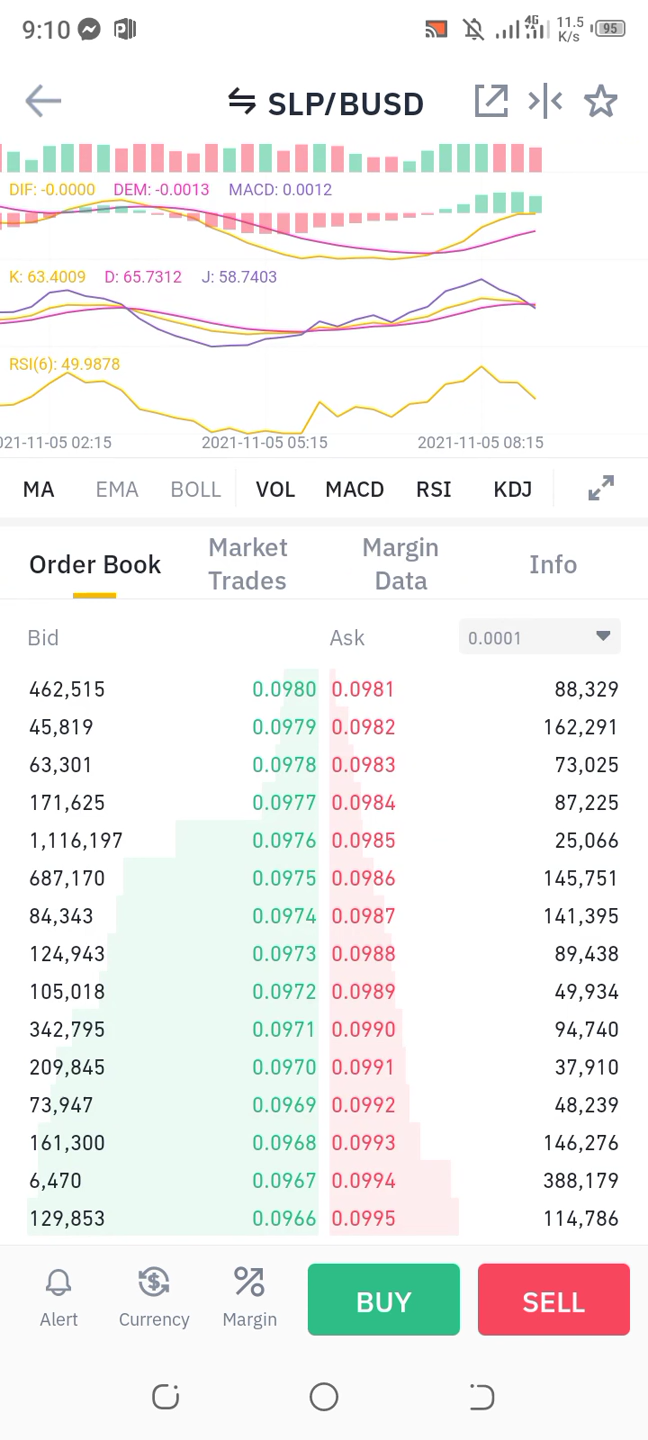 9:10 4G 11.5 K/s 95
SLP/BUSD
DIF: -0.0000 DEM: -0.0013 MACD: 0.0012
K: 63.4009 D: 65.7312 J: 58.7403
RSI(6): 49.9878
021-11-05 02:15 2021-11-05 05:15 2021-11-05 08:15
MA EMA BOLL VOL MACD RSI KDJ
Order Book Market Trades Margin Data Info
Bid Ask 0.0001
462,515 0.0980 0.0981 88,329
45,819 0.0979 0.0982 162,291
63,301 0.0978 0.0983 73,025
171,625 0.0977 0.0984 87,225
1,116,197 0.0976 0.0985 25,066
687,170 0.0975 0.0986 145,751
84,343 0.0974 0.0987 141,395
124,943 0.0973 0.0988 89,438
105,018 0.0972 0.0989 49,934
342,795 0.0971 0.0990 94,740
209,845 0.0970 0.0991 37,910
73,947 0.0969 0.0992 48,239
161,300 0.0968 0.0993 146,276
6,470 0.0967 0.0994 388,179
129,853 0.0966 0.0995 114,786
Alert Currency Margin BUY SELL